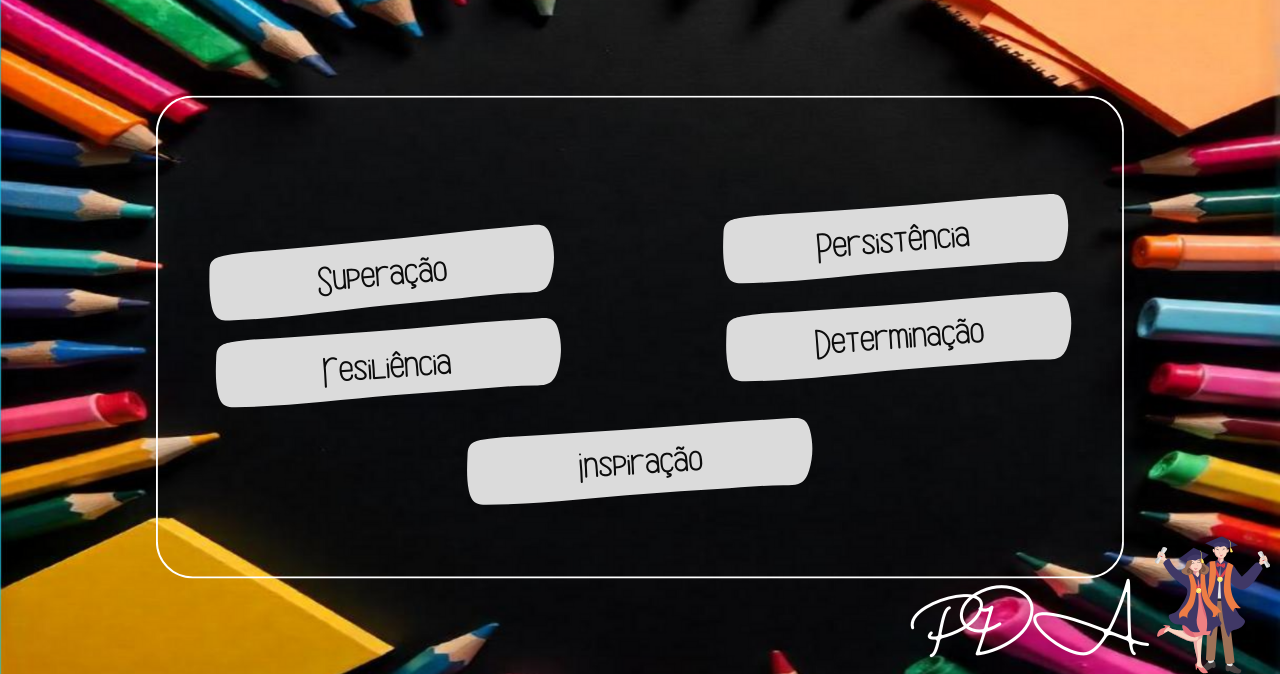 Superação
Persistência
resiliência
Determinação
inspiração
PDA